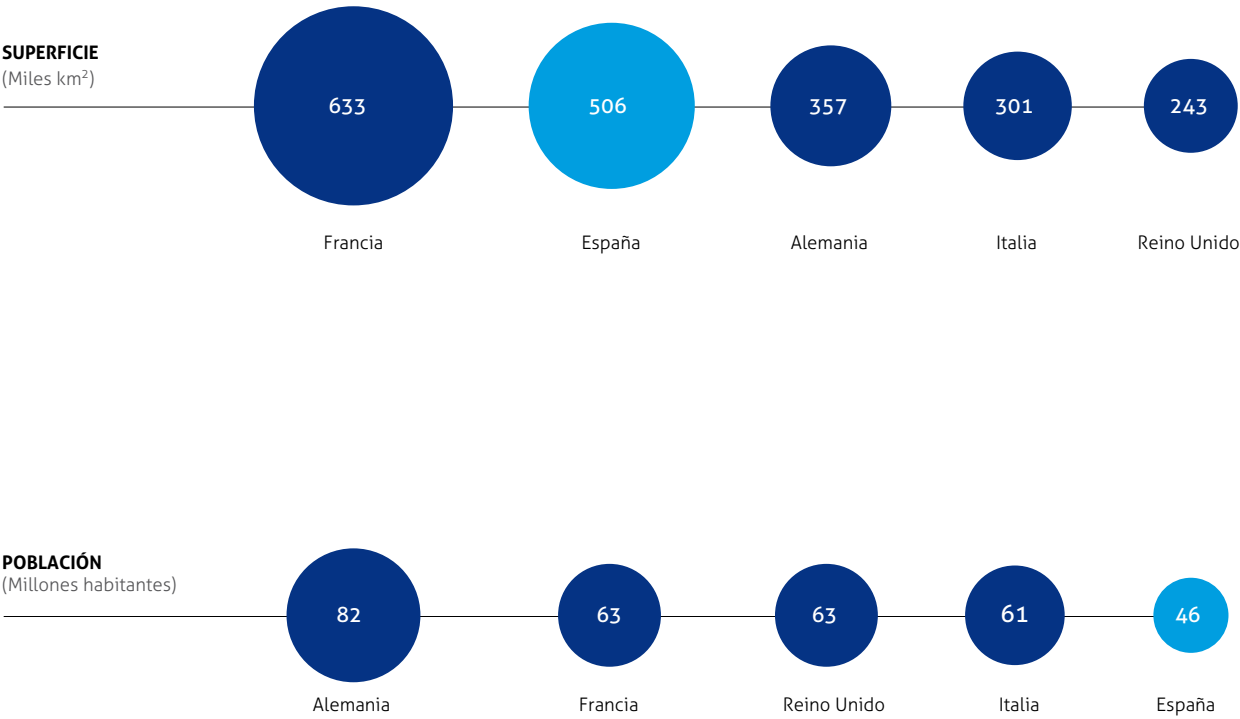 SUPERFICIE
(Miles km²)
633 506 357 301 243
Francia España Alemania Italia Reino Unido
POBLACIÓN
(Millones habitantes)
82 63 63 61 46
Alemania Francia Reino Unido Italia España